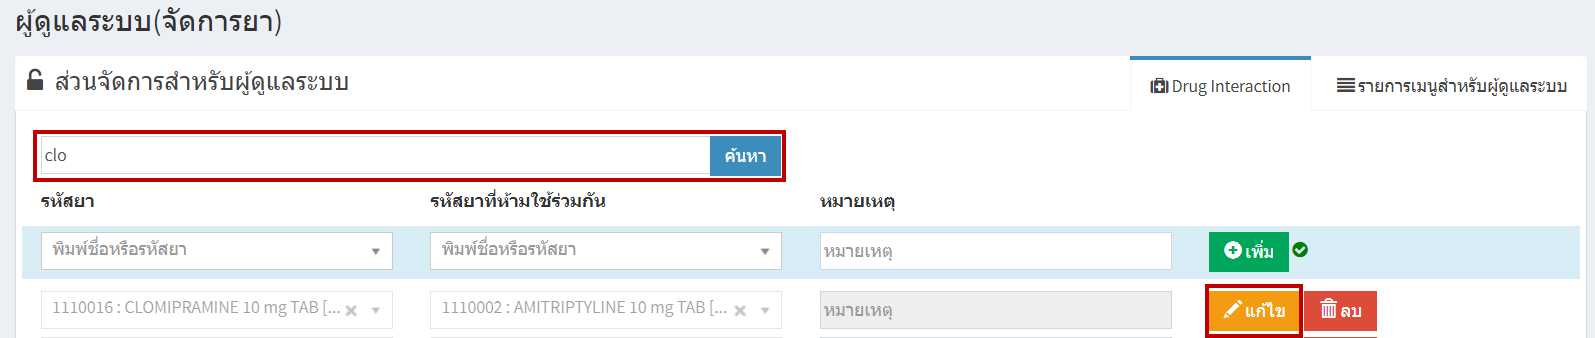 ผู้ดูแลระบบ(จัดการยา)
ส่วนจัดการสำหรับผู้ดูแลระบบ
Drug Interaction
รายการเมนูสำหรับผู้ดูแลระบบ
clo
ค้นหา
รหัสยา รหัสยาที่ห้ามใช้ร่วมกัน หมายเหตุ
พิมพ์ชื่อหรือรหัสยา พิมพ์ชื่อหรือรหัสยา หมายเหตุ เพิ่ม
1110016 : CLOMIPRAMINE 10 mg TAB [... 1110002 : AMITRIPTYLINE 10 mg TAB [... หมายเหตุ แก้ไข ลบ